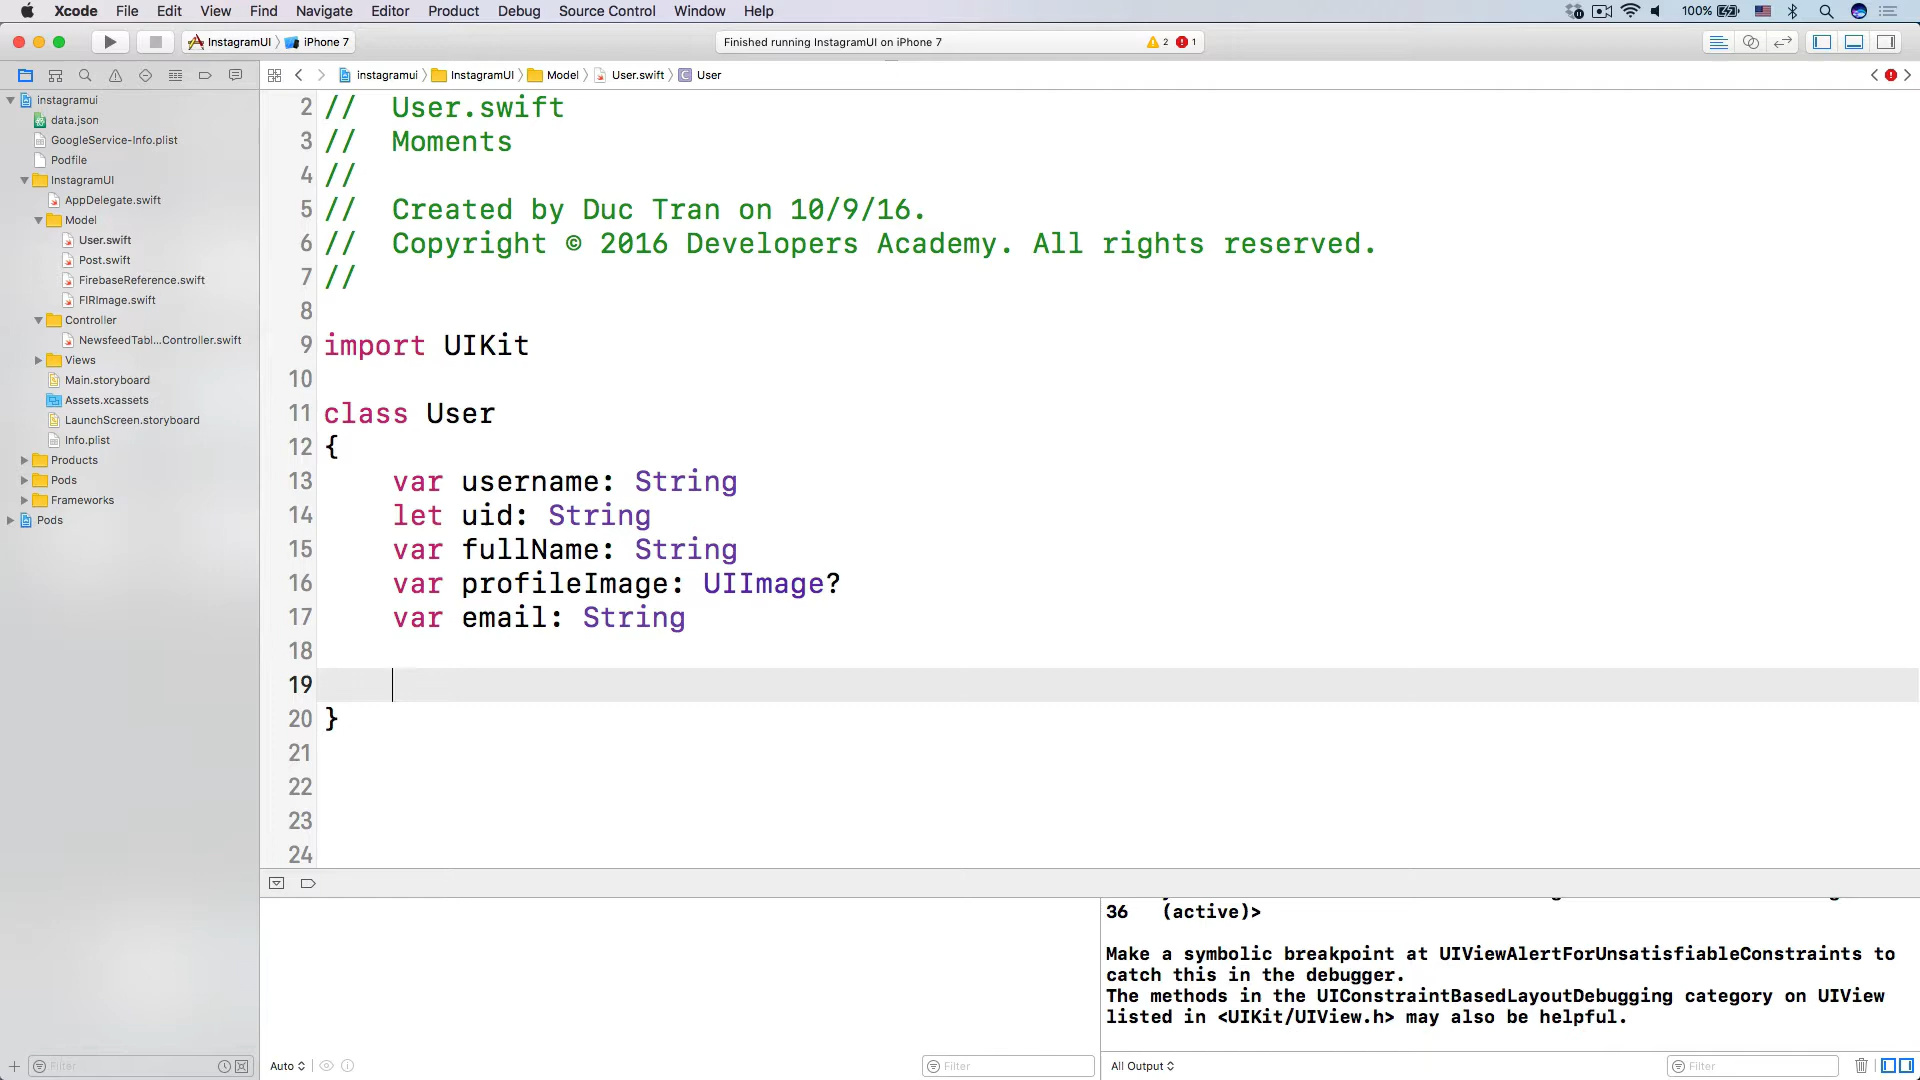 Xcode File Edit View Find Navigate Editor Product Debug Source Control Window Help 100%
InstagramUI iPhone 7 Finished running InstagramUI on iPhone 7 2 1
instagramui InstagramUI Model User.swift C User
instagramui
data.json
GoogleService-Info.plist
Podfile
InstagramUI
AppDelegate.swift
Model
User.swift
Post.swift
FirebaseReference.swift
FIRImage.swift
Controller
NewsfeedTabl...Controller.swift
Views
Main.storyboard
Assets.xcassets
LaunchScreen.storyboard
Info.plist
Products
Pods
Frameworks
Pods
2 // User.swift
3 // Moments
4 //
5 // Created by Duc Tran on 10/9/16.
6 // Copyright © 2016 Developers Academy. All rights reserved.
7 //
8
9 import UIKit
10
11 class User
12 {
13 var username: String
14 let uid: String
15 var fullName: String
16 var profileImage: UIImage?
17 var email: String
18
19
20 }
21
22
23
24
36 (active)>
Make a symbolic breakpoint at UIViewAlertForUnsatisfiableConstraints to
catch this in the debugger.
The methods in the UIConstraintBasedLayoutDebugging category on UIView
listed in <UIKit/UIView.h> may also be helpful.
Filter Auto Filter All Output Filter